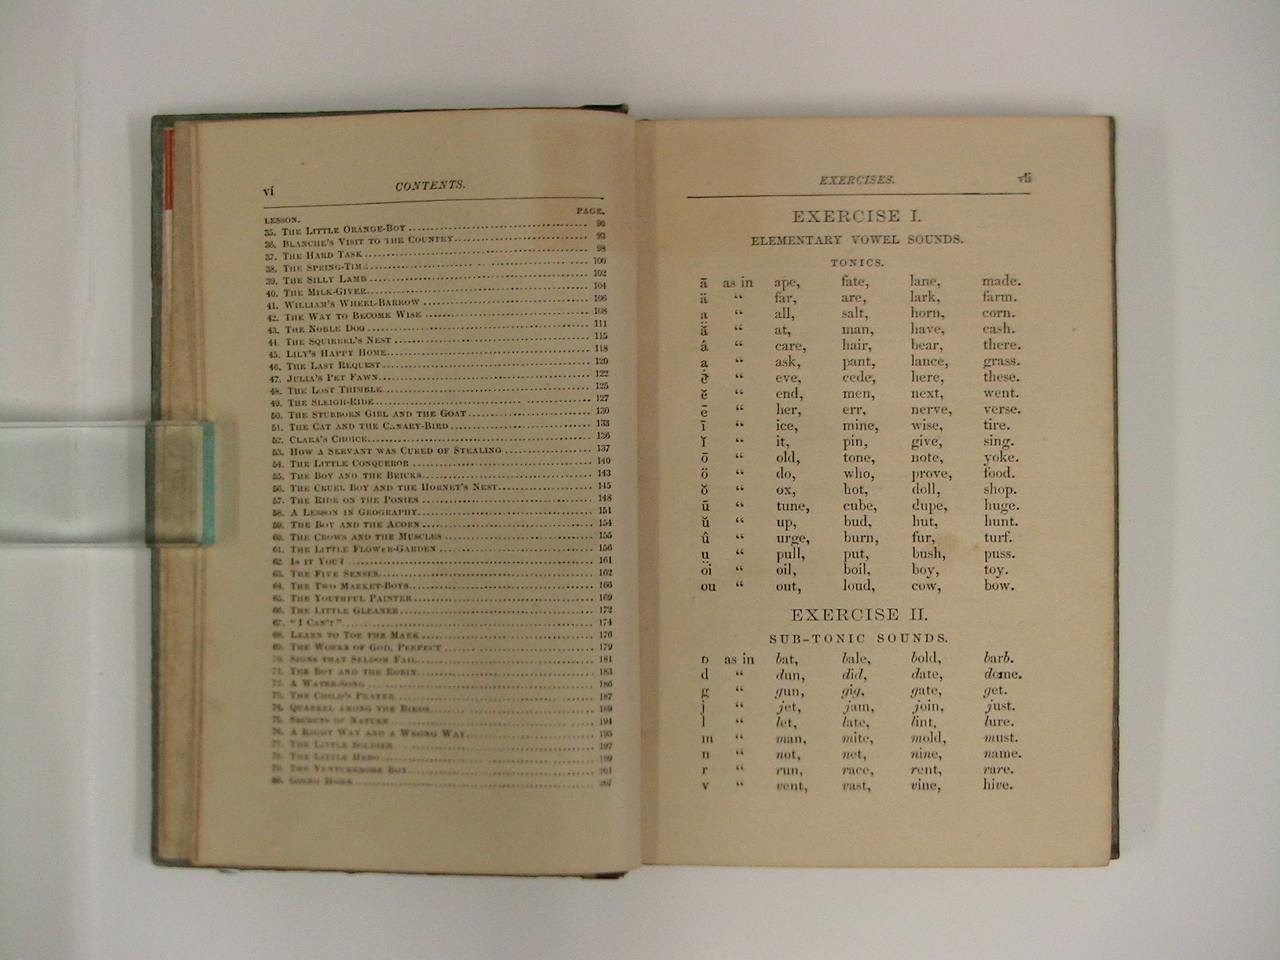 vi
CONTENTS.
LESSON. PAGE.
35. THE LITTLE ORANGE-BOY 90
36. BLANCHE'S VISIT TO THE COUNTRY 93
37. THE HARD TASK 98
38. THE SPRING-TIME 100
39. THE SILLY LAMB 102
40. THE MILK-GIVER 104
41. WILLIAM'S WHEEL-BARROW 106
42. THE WAY TO BECOME WISE 108
43. THE NOBLE DOG 111
44. THE SQUIRREL'S NEST 115
45. LILY'S HAPPY HOME 118
46. THE LAST REQUEST 120
47. JULIA'S PET FAWN 122
48. THE LOST THIMBLE 125
49. THE SLEIGH-RIDE 127
50. THE STUBBORN GIRL AND THE GOAT 130
51. THE CAT AND THE CANARY-BIRD 133
52. CLARA'S CHOICE 136
53. HOW A SERVANT WAS CURED OF STEALING 137
54. THE LITTLE CONQUEROR 140
55. THE BOY AND THE BRICKS 143
56. THE CRUEL BOY AND THE HORNET'S NEST 145
57. THE RIDE ON THE PONIES 148
58. A LESSON IN GEOGRAPHY 151
59. THE BOY AND THE ACORN 154
60. THE CROWS AND THE MUSCLES 155
61. THE LITTLE FLOWER-GARDEN 156
62. IS IT YOU? 161
63. THE FIVE SENSES 162
64. THE TWO MARKET-BOYS 166
65. THE YOUTHFUL PAINTER 169
66. THE LITTLE GLEANER 172
67. "I CAN'T" 174
68. LEARN TO TOE THE MARK 176
69. THE WORKS OF GOD, PERFECT 179
70. SIGNS THAT SELDOM FAIL 181
71. THE BOY AND THE ROBIN 183
72. A WATER-SONG 186
73. THE CHILD'S PRAYER 187
74. QUARREL AMONG THE BIRDS 189
75. SECRETS OF NATURE 194
76. A RIGHT WAY AND A WRONG WAY 195
77. THE LITTLE SOLDIER 197
78. THE LITTLE HERO 199
79. THE VENTURESOME BOY 201
80. GOING HOME
EXERCISES.
vii
EXERCISE I.
ELEMENTARY VOWEL SOUNDS.
TONICS.
ā as in ape, fate, lane, made.
ä " far, are, lark, farm.
a̤ " all, salt, horn, corn.
ă " at, man, have, cash.
â " care, hair, bear, there.
ȧ " ask, pant, lance, grass.
ē " eve, cede, here, these.
ĕ " end, men, next, went.
ẽ " her, err, nerve, verse.
ī " ice, mine, wise, tire.
ĭ " it, pin, give, sing.
ō " old, tone, note, yoke.
ö " do, who, prove, food.
ŏ " ox, hot, doll, shop.
ū " tune, cube, dupe, huge.
ŭ " up, bud, hut, hunt.
û " urge, burn, fur, turf.
ṳ " pull, put, bush, puss.
oi " oil, boil, boy, toy.
ou " out, loud, cow, bow.
EXERCISE II.
SUB-TONIC SOUNDS.
b as in bat, bale, bold, barb.
d " dun, did, date, dome.
g " gun, gig, gate, get.
j " jet, jam, join, just.
l " let, late, lint, lure.
m " man, mite, mold, must.
n " not, net, nine, name.
r " run, race, rent, rare.
v " vent, vast, vine, hive.